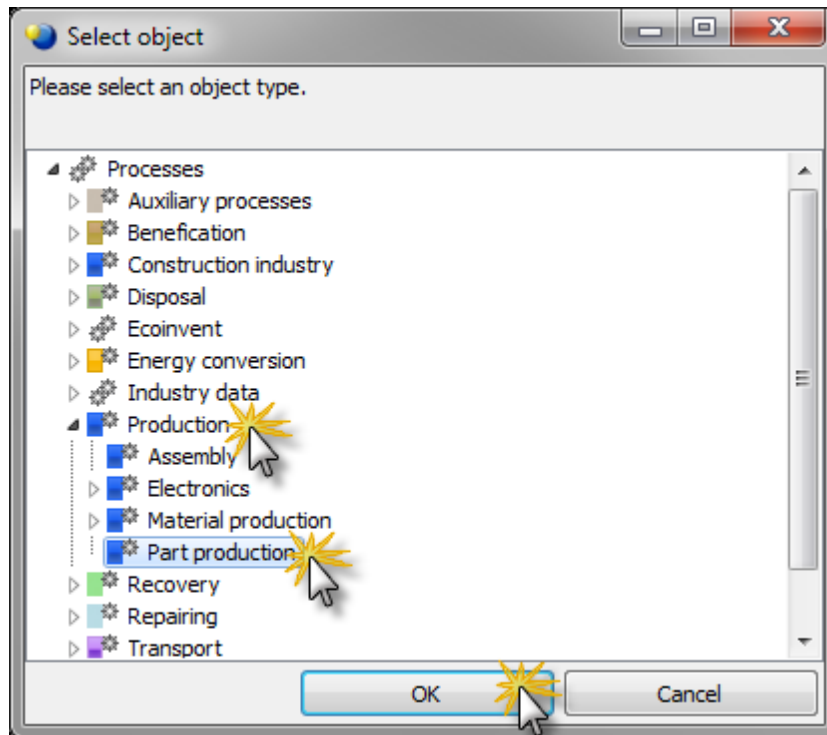 Select object
Please select an object type.
Processes
Auxiliary processes
Benefication
Construction industry
Disposal
Ecoinvent
Energy conversion
Industry data
Production
Assembly
Electronics
Material production
Part production
Recovery
Repairing
Transport
OK Cancel